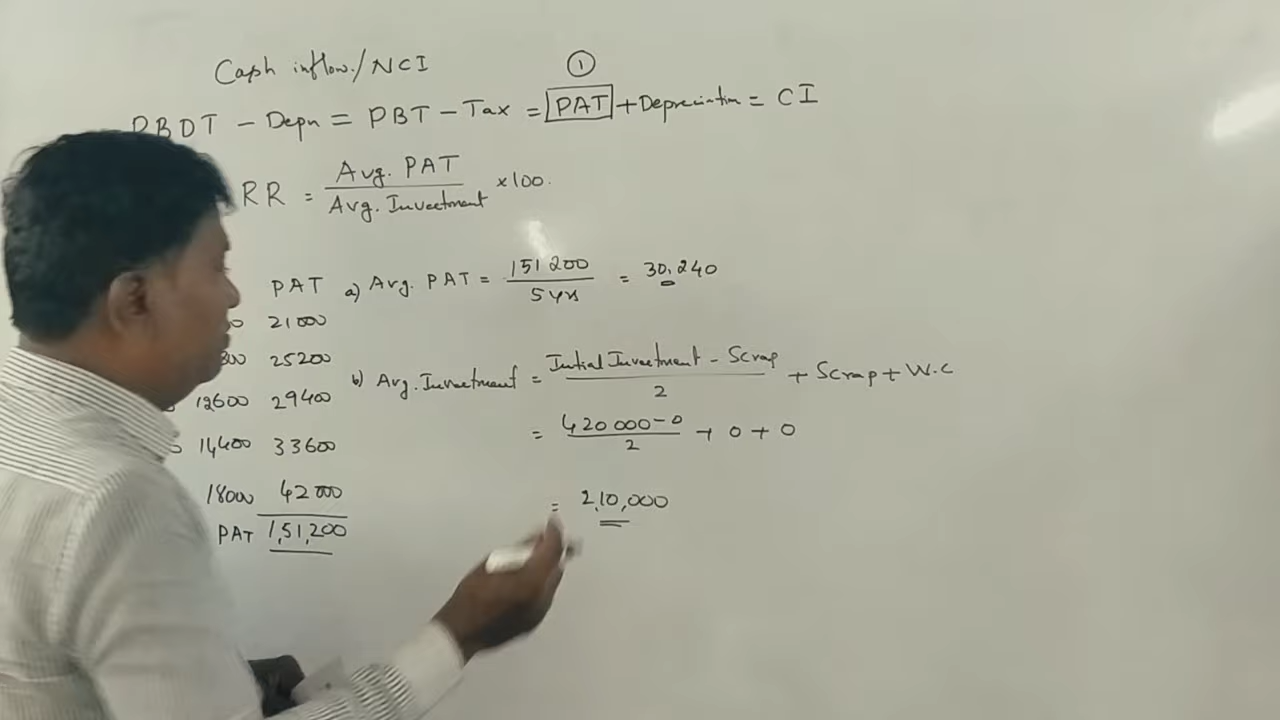 Cash inflow/NCI
①
PBDT - Depn = PBT - Tax = PAT + Depreciation = CI
RR = Avg. PAT / Avg. Investment × 100.
PAT
21000
25200
12600 29400
14400 33600
18000 42000
PAT 1,51,200
a) Avg. PAT = 151200 / 5 yrs = 30,240
b) Avg. Investment = Initial Investment - Scrap / 2 + Scrap + W.C
= 420000 - 0 / 2 + 0 + 0
= 2,10,000